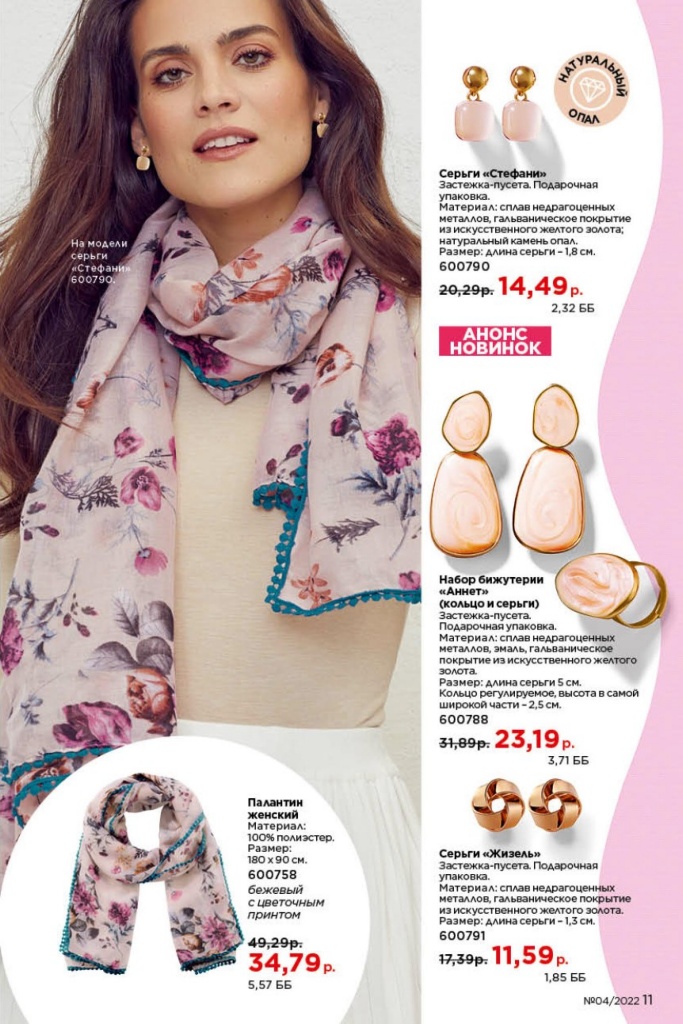 На модели
серьги
«Стефани»
600790.
НАТУРАЛЬНЫЙ
ОПАЛ
Серьги «Стефани»
Застежка-пусета. Подарочная
упаковка.
Материал: сплав недрагоценных
металлов, гальваническое покрытие
из искусственного желтого золота;
натуральный камень опал.
Размер: длина серьги – 1,8 см.
600790
20,29р. 14,49 р.
2,32 ББ
АНОНС
НОВИНОК
Набор бижутерии
«Аннет»
(кольцо и серьги)
Застежка-пусета.
Подарочная упаковка.
Материал: сплав недрагоценных
металлов, эмаль, гальваническое
покрытие из искусственного желтого
золота.
Размер: длина серьги 5 см.
Кольцо регулируемое, высота в самой
широкой части – 2,5 см.
600788
31,89р. 23,19 р.
3,71 ББ
Серьги «Жизель»
Застежка-пусета. Подарочная
упаковка.
Материал: сплав недрагоценных
металлов, гальваническое покрытие
из искусственного желтого золота.
Размер: длина серьги – 1,3 см.
600791
17,39р. 11,59 р.
1,85 ББ
Палантин
женский
Материал:
100% полиэстер.
Размер:
180 x 90 см.
600758
бежевый
с цветочным
принтом
49,29р.
34,79 р.
5,57 ББ
№04/2022 11